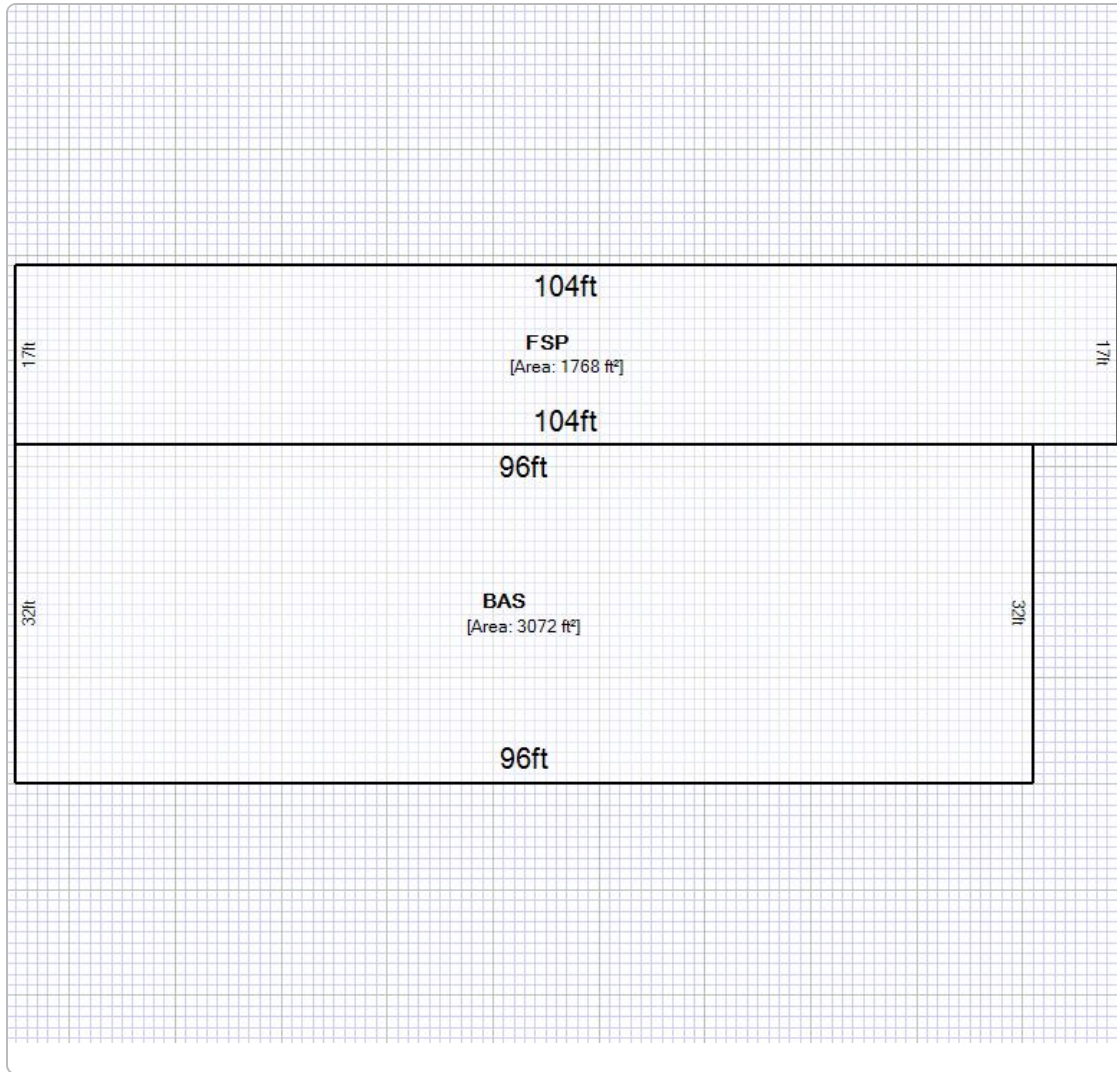 104ft
17ft
FSP
17ft
[Area: 1768 ft²]
104ft
96ft
32ft
BAS
32ft
[Area: 3072 ft²]
96ft